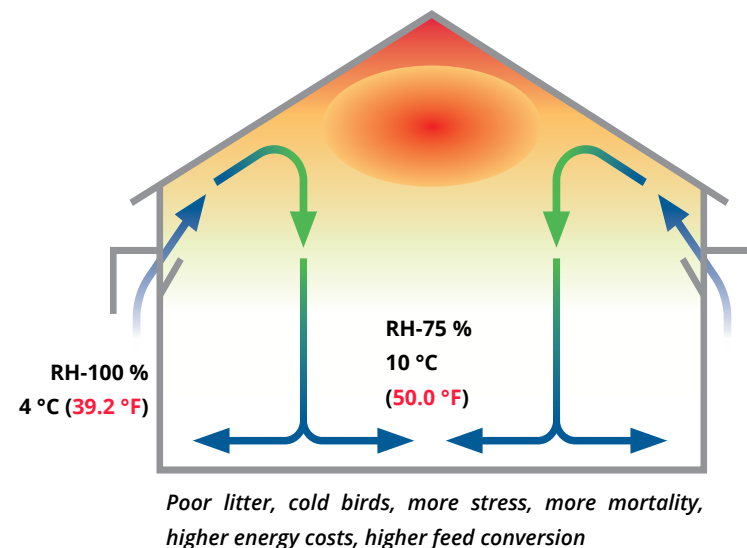 RH-75 %
10 °C
(50.0 °F)
RH-100 %
4 °C (39.2 °F)
Poor litter, cold birds, more stress, more mortality,
higher energy costs, higher feed conversion